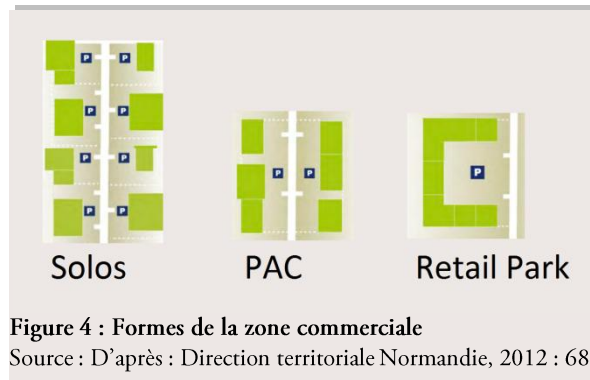 P P
P P
P P
P P
P P
P
Solos PAC Retail Park
Figure 4 : Formes de la zone commerciale
Source : D’après : Direction territoriale Normandie, 2012 : 68